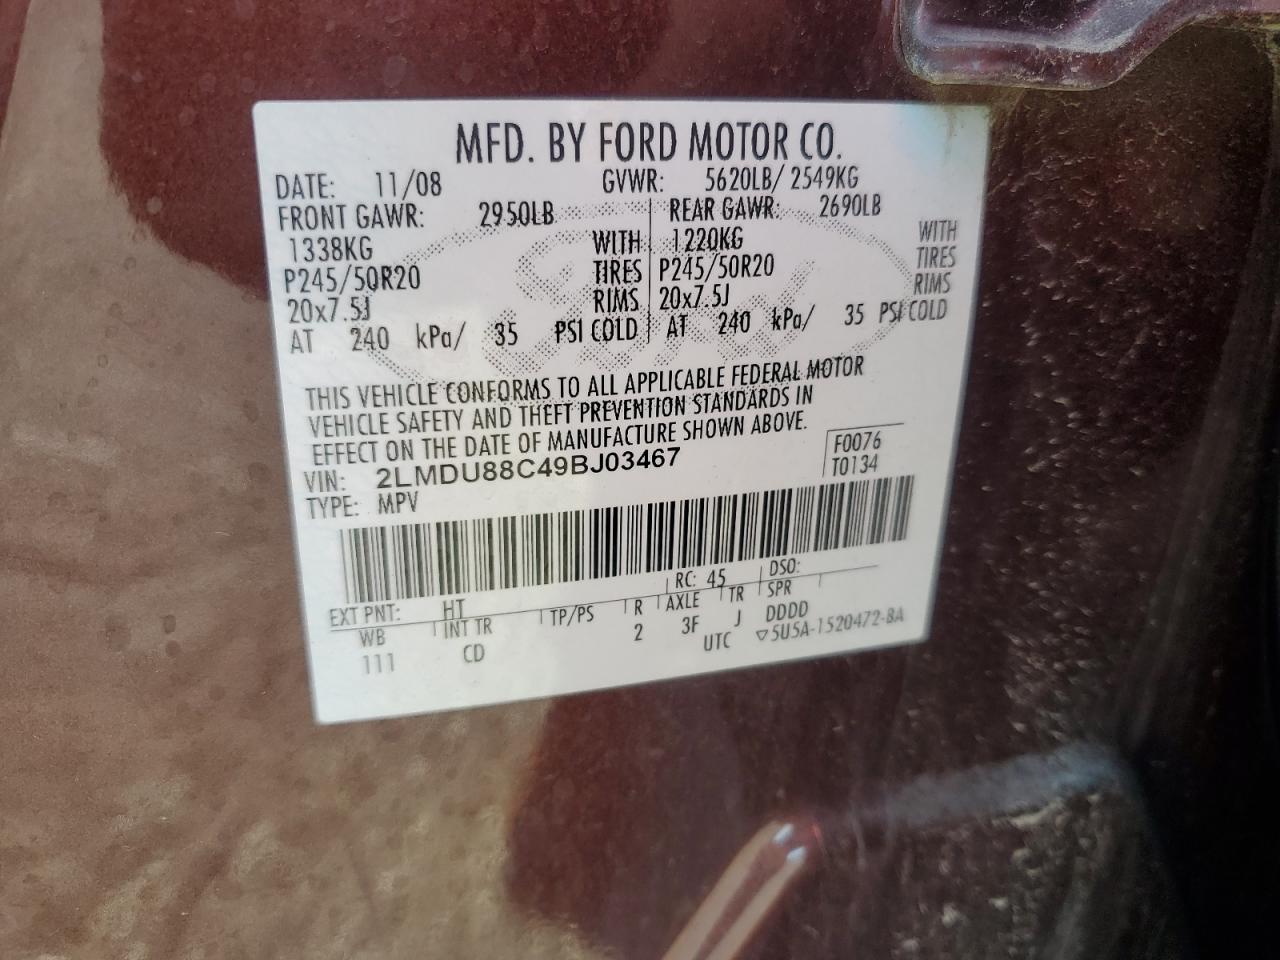 MFD. BY FORD MOTOR CO.
DATE: 11/08 GVWR: 5620LB/ 2549KG
FRONT GAWR: 2950LB REAR GAWR: 2690LB
1338KG WITH 1220KG WITH
P245/50R20 TIRES P245/50R20 TIRES
20x7.5J RIMS 20x7.5J RIMS
AT 240 kPa/ 35 PSI COLD AT 240 kPa/ 35 PSI COLD
THIS VEHICLE CONFORMS TO ALL APPLICABLE FEDERAL MOTOR
VEHICLE SAFETY AND THEFT PREVENTION STANDARDS IN
EFFECT ON THE DATE OF MANUFACTURE SHOWN ABOVE.
VIN: 2LMDU88C49BJ03467 F0076
TYPE: MPV T0134
EXT PNT: HT RC: 45 DSO:
WB INT TR TP/PS R AXLE TR SPR
111 CD 2 3F J DDDD
UTC ▽5U5A-1520472-BA